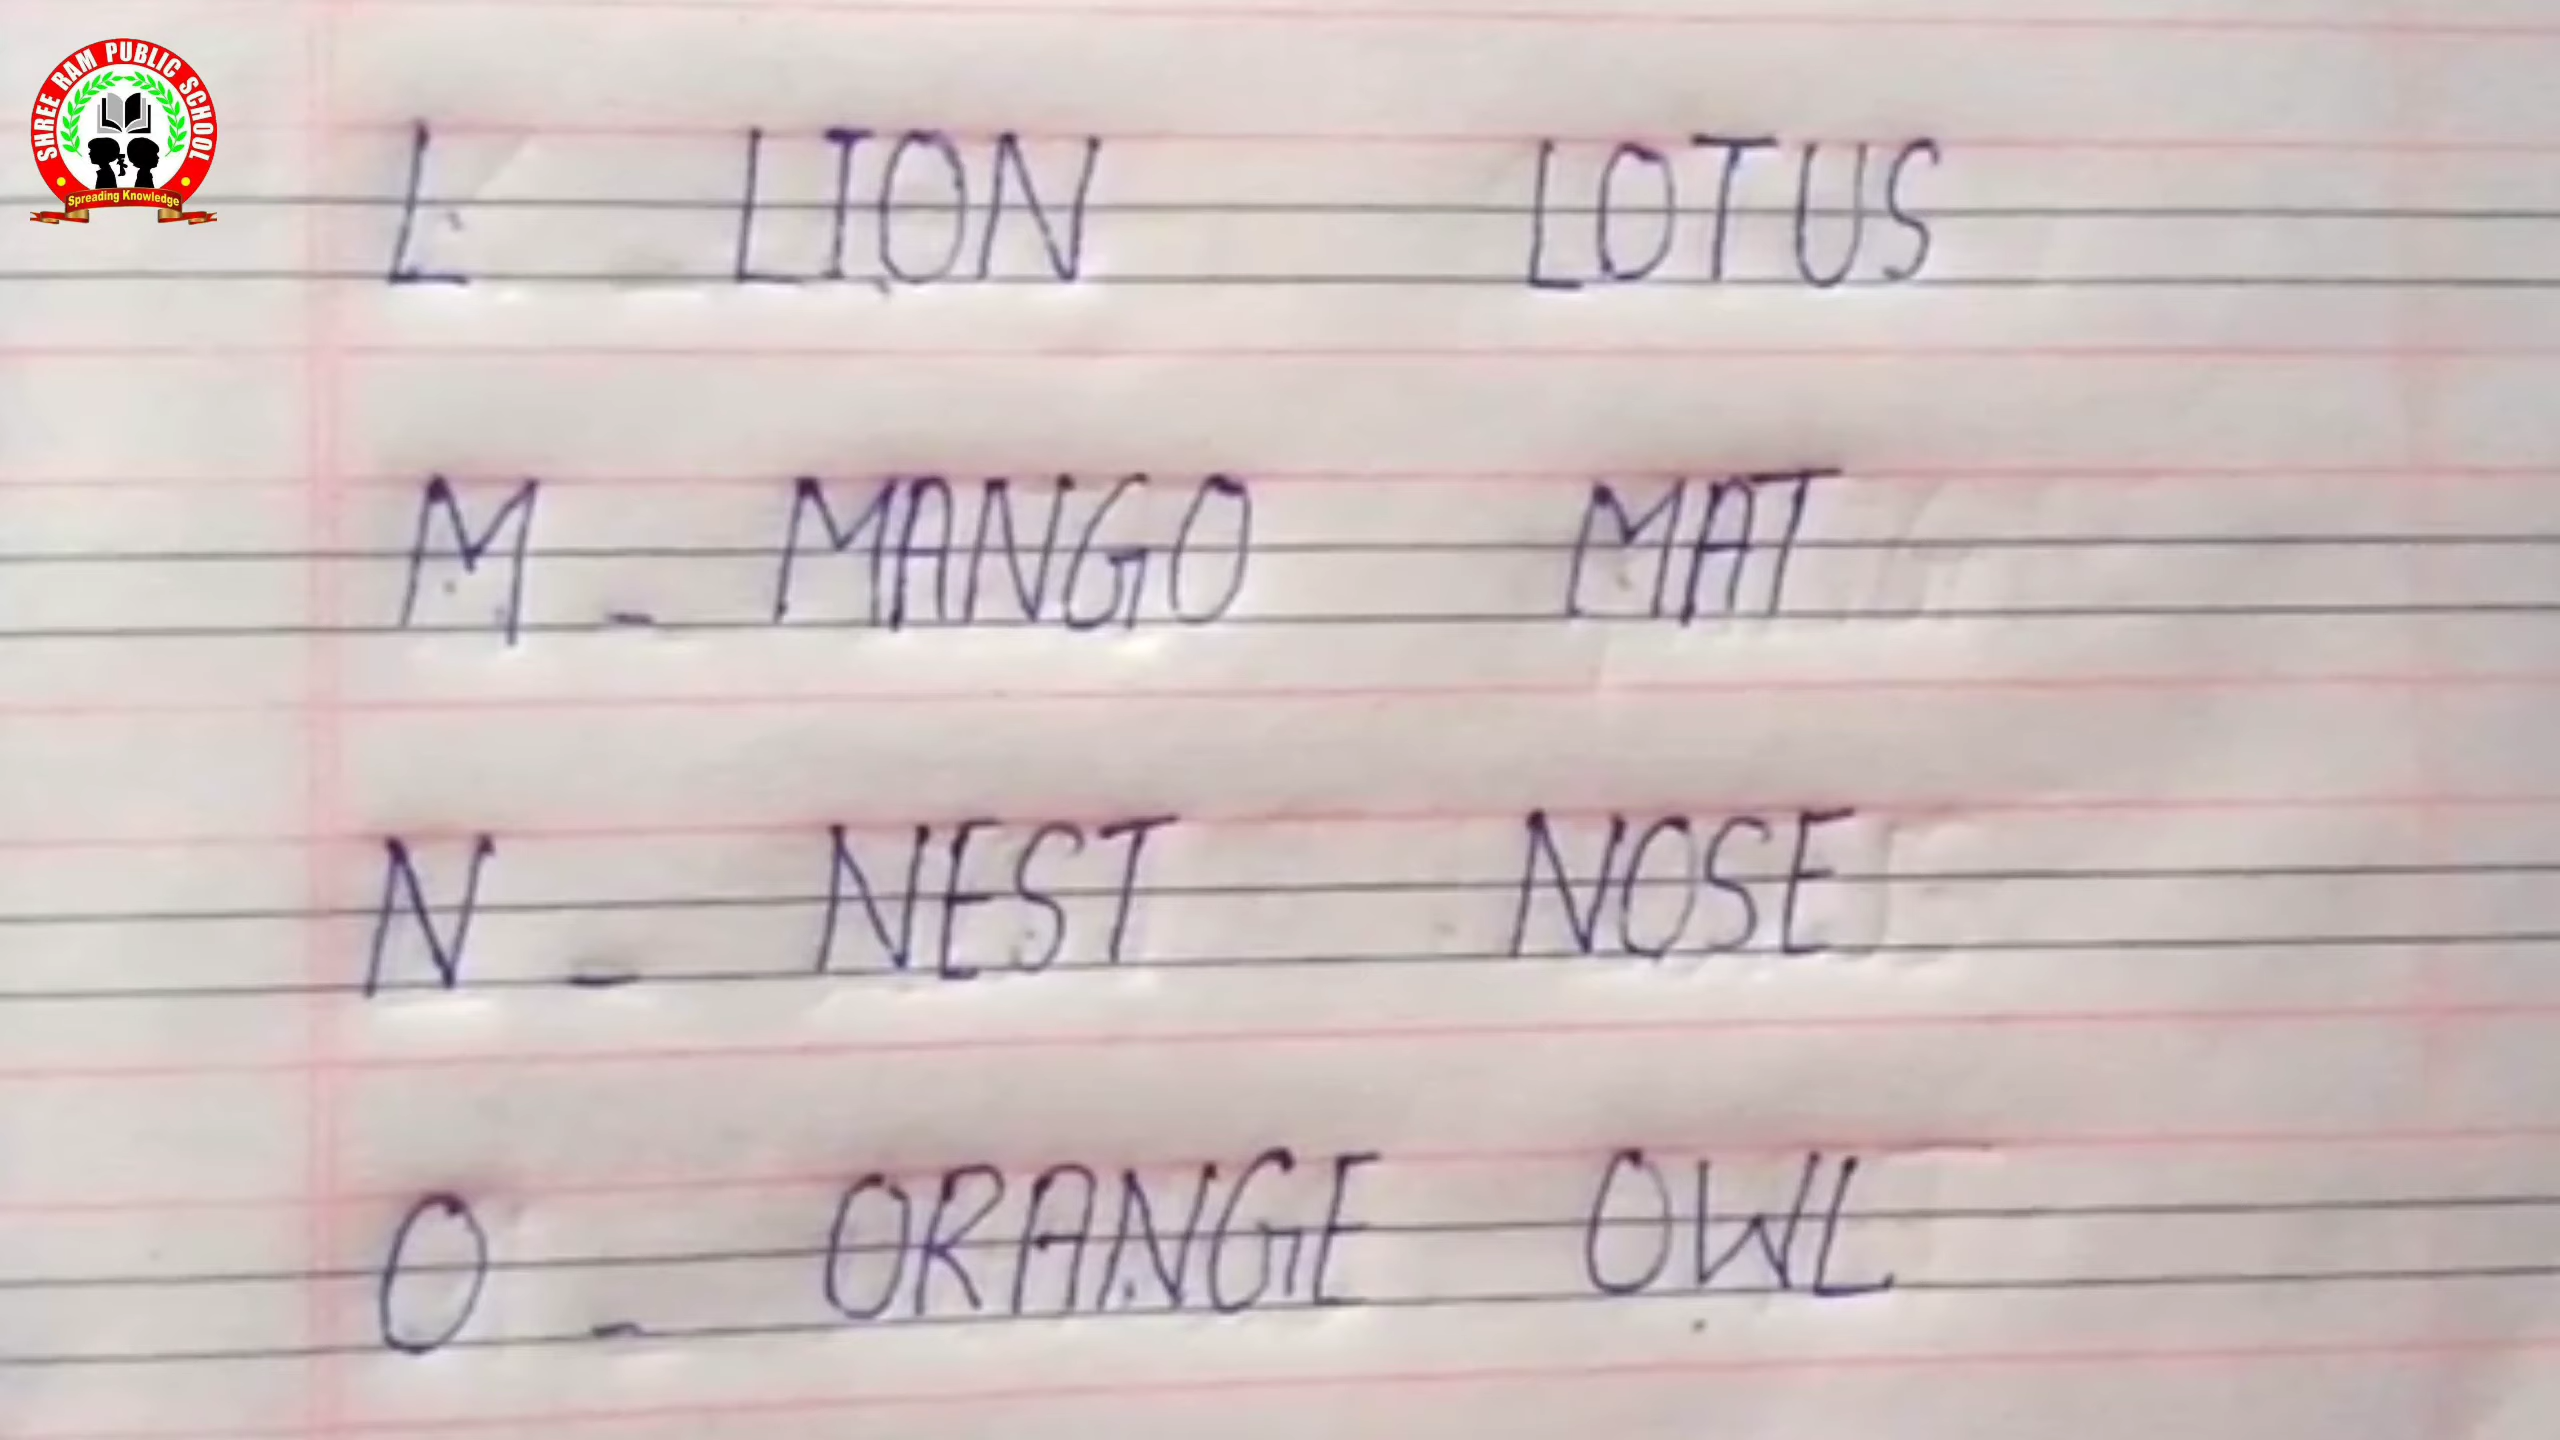 SHREE RAM PUBLIC SCHOOL
Spreading Knowledge
L LION LOTUS
M - MANGO MAT
N - NEST NOSE
O - ORANGE OWL